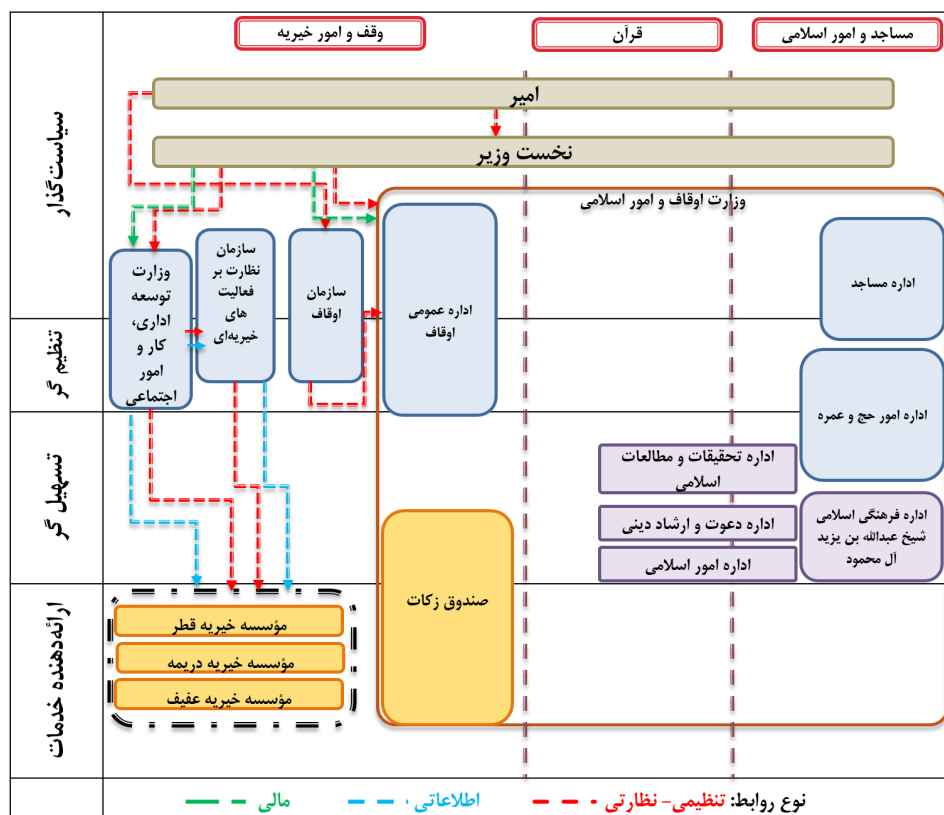 مساجد و امور اسلامی
قرآن
وقف و امور خیریه
سیاست‌گذار
امیر
نخست وزیر
وزارت اوقاف و امور اسلامی
اداره مساجد
اداره عمومی
اوقاف
سازمان
اوقاف
سازمان
نظارت بر
فعالیت
های
خیریه‌ای
وزارت
توسعه
اداری،
کار و
امور
اجتماعی
تنظیم گر
اداره امور حج و عمره
تسهیل گر
اداره تحقیقات و مطالعات
اسلامی
اداره فرهنگی اسلامی
شیخ عبدالله بن یزید
آل محمود
اداره دعوت و ارشاد دینی
اداره امور اسلامی
صندوق زکات
ارائه‌دهنده خدمات
مؤسسه خیریه قطر
مؤسسه خیریه دریمه
مؤسسه خیریه عفیف
نوع روابط: تنظیمی- نظارتی اطلاعاتی مالی